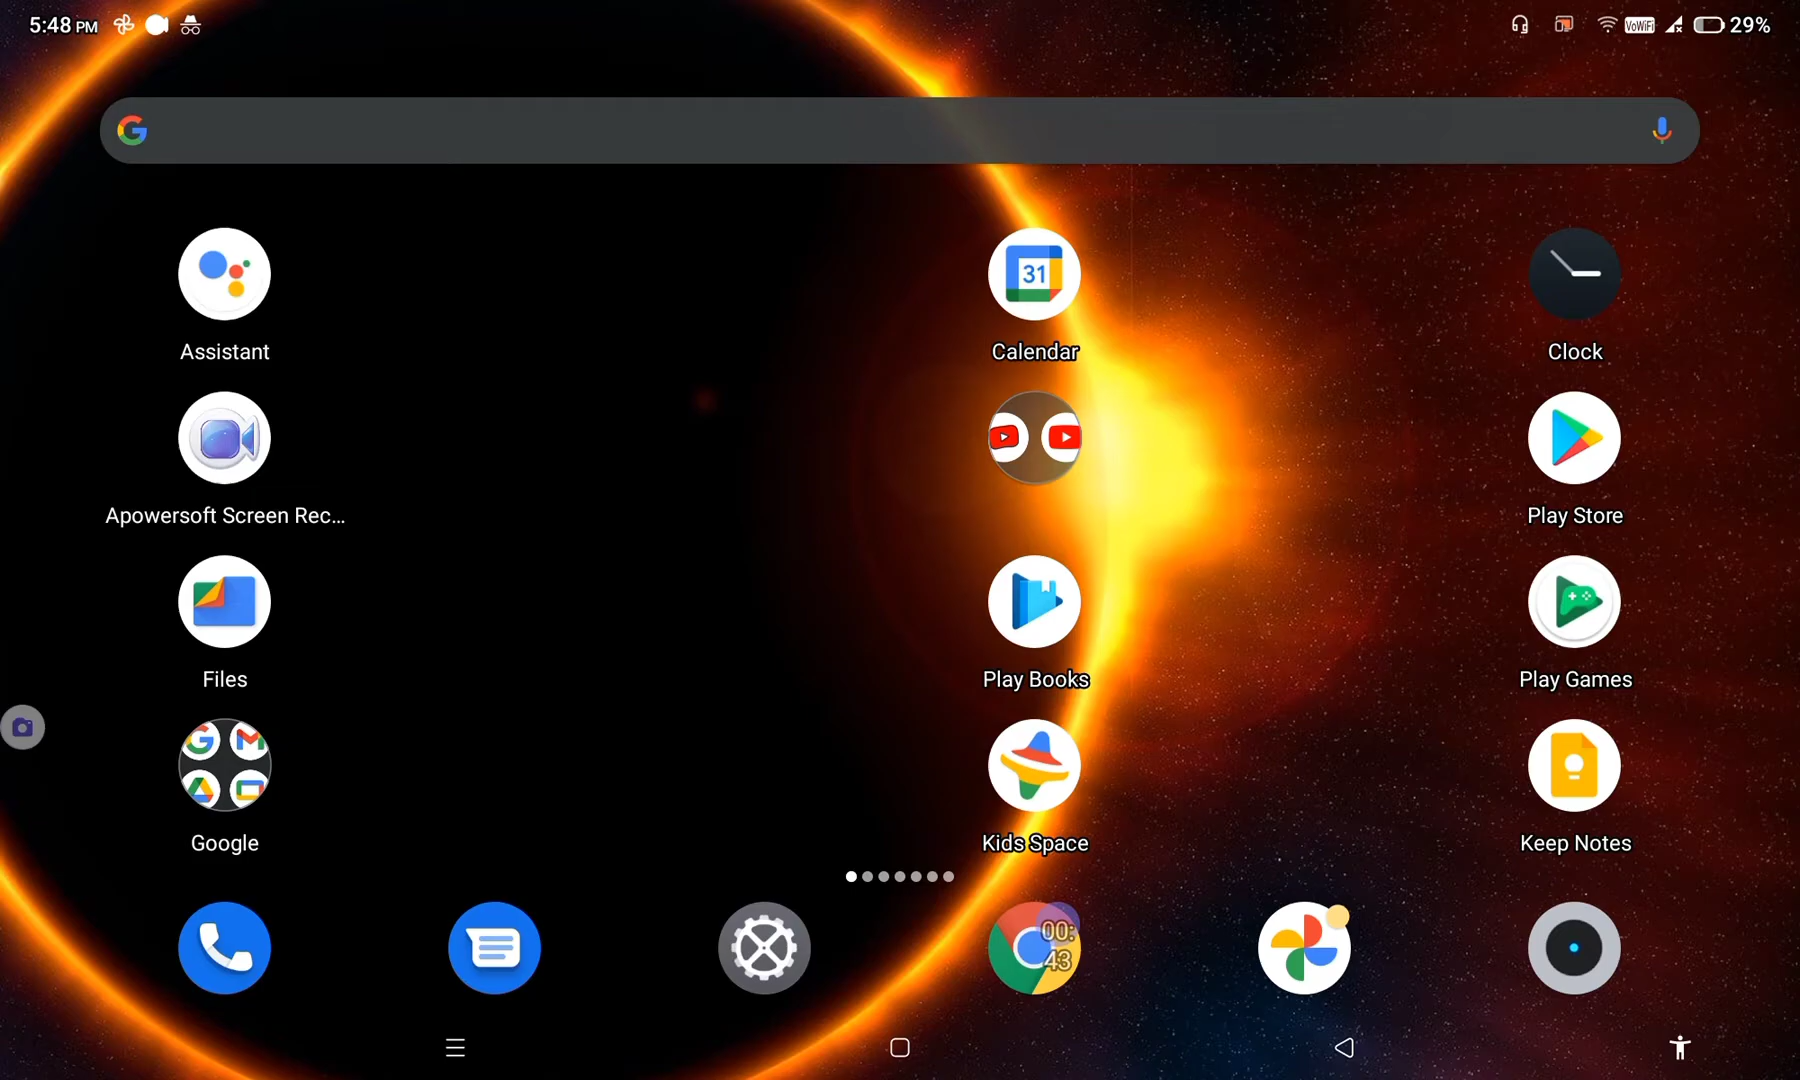 5:48 PM
VoWiFi
29%
Assistant
31
Calendar
Clock
Apowersoft Screen Rec...
Play Store
Files
Play Books
Play Games
Google
Kids Space
Keep Notes
00:
43